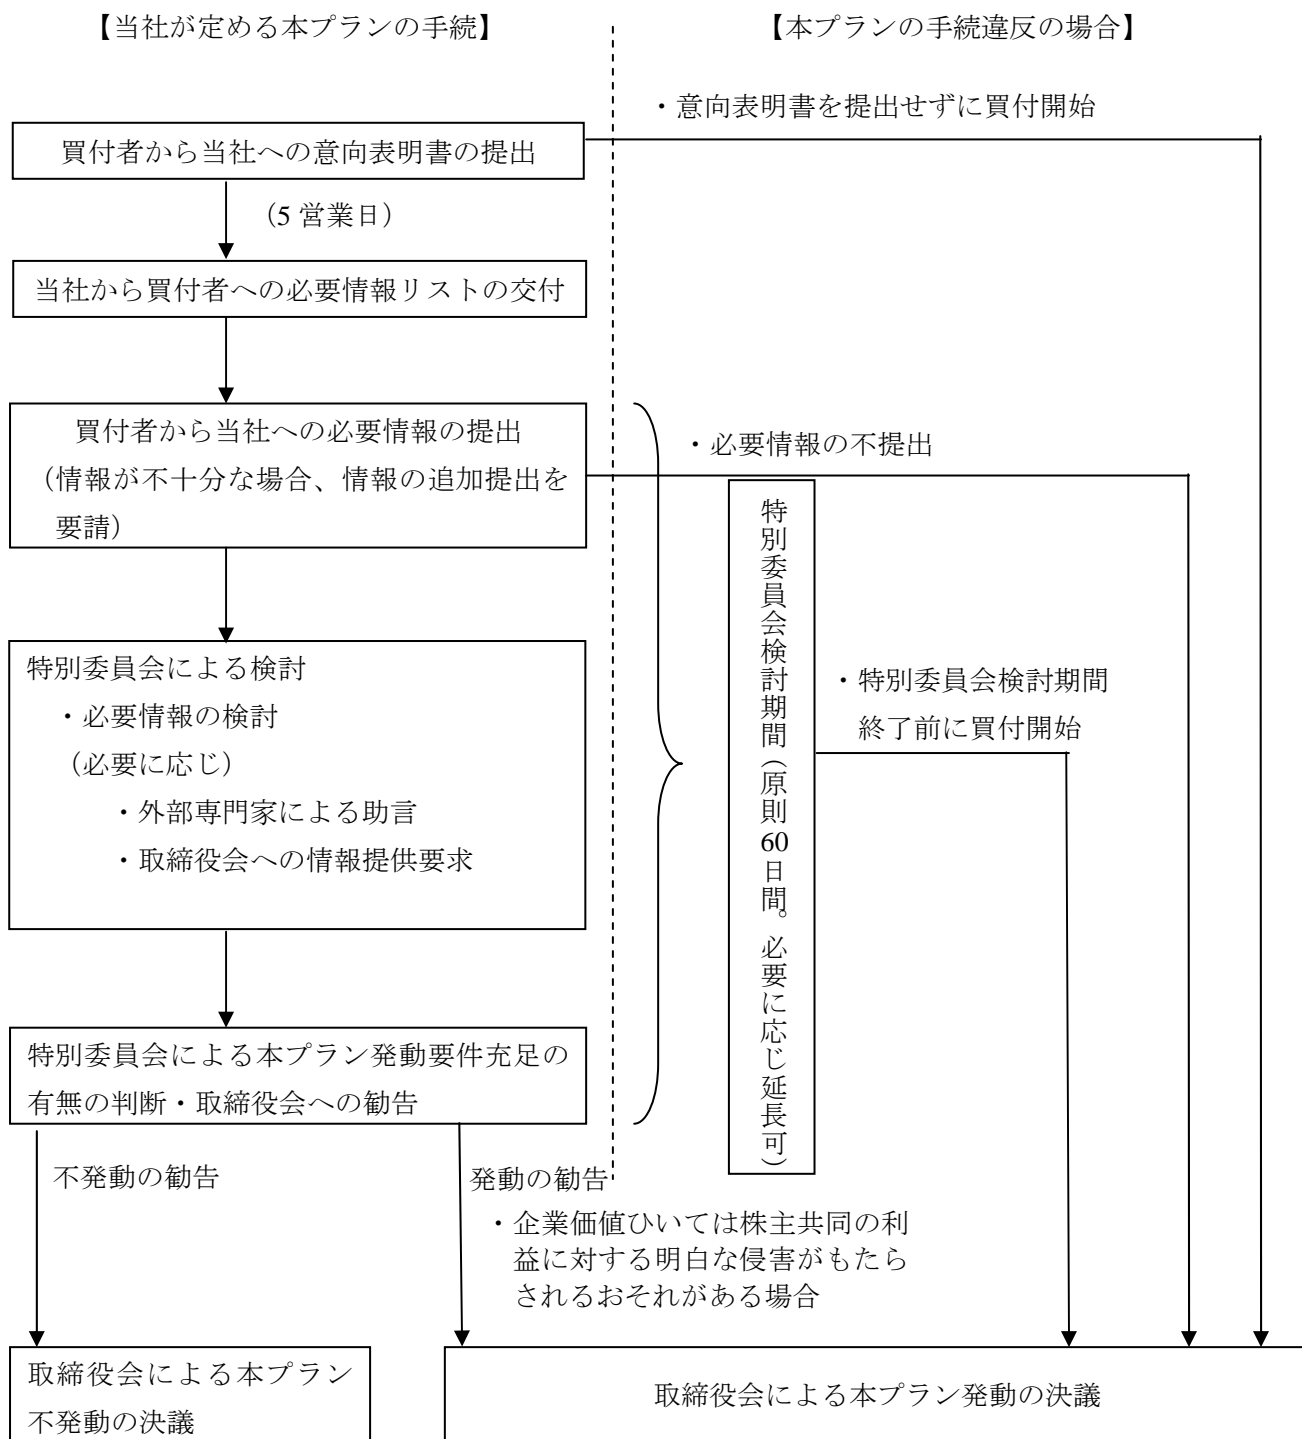 【当社が定める本プランの手続】
【本プランの手続違反の場合】
・意向表明書を提出せずに買付開始
買付者から当社への意向表明書の提出
（5 営業日）
当社から買付者への必要情報リストの交付
買付者から当社への必要情報の提出
（情報が不十分な場合、情報の追加提出を
要請）
・必要情報の不提出
特別委員会検討期間（原則60日間。必要に応じ延長可）
特別委員会による検討
・必要情報の検討
（必要に応じ）
・外部専門家による助言
・取締役会への情報提供要求
・特別委員会検討期間
終了前に買付開始
特別委員会による本プラン発動要件充足の
有無の判断・取締役会への勧告
不発動の勧告
発動の勧告
・企業価値ひいては株主共同の利
益に対する明白な侵害がもたら
されるおそれがある場合
取締役会による本プラン
不発動の決議
取締役会による本プラン発動の決議